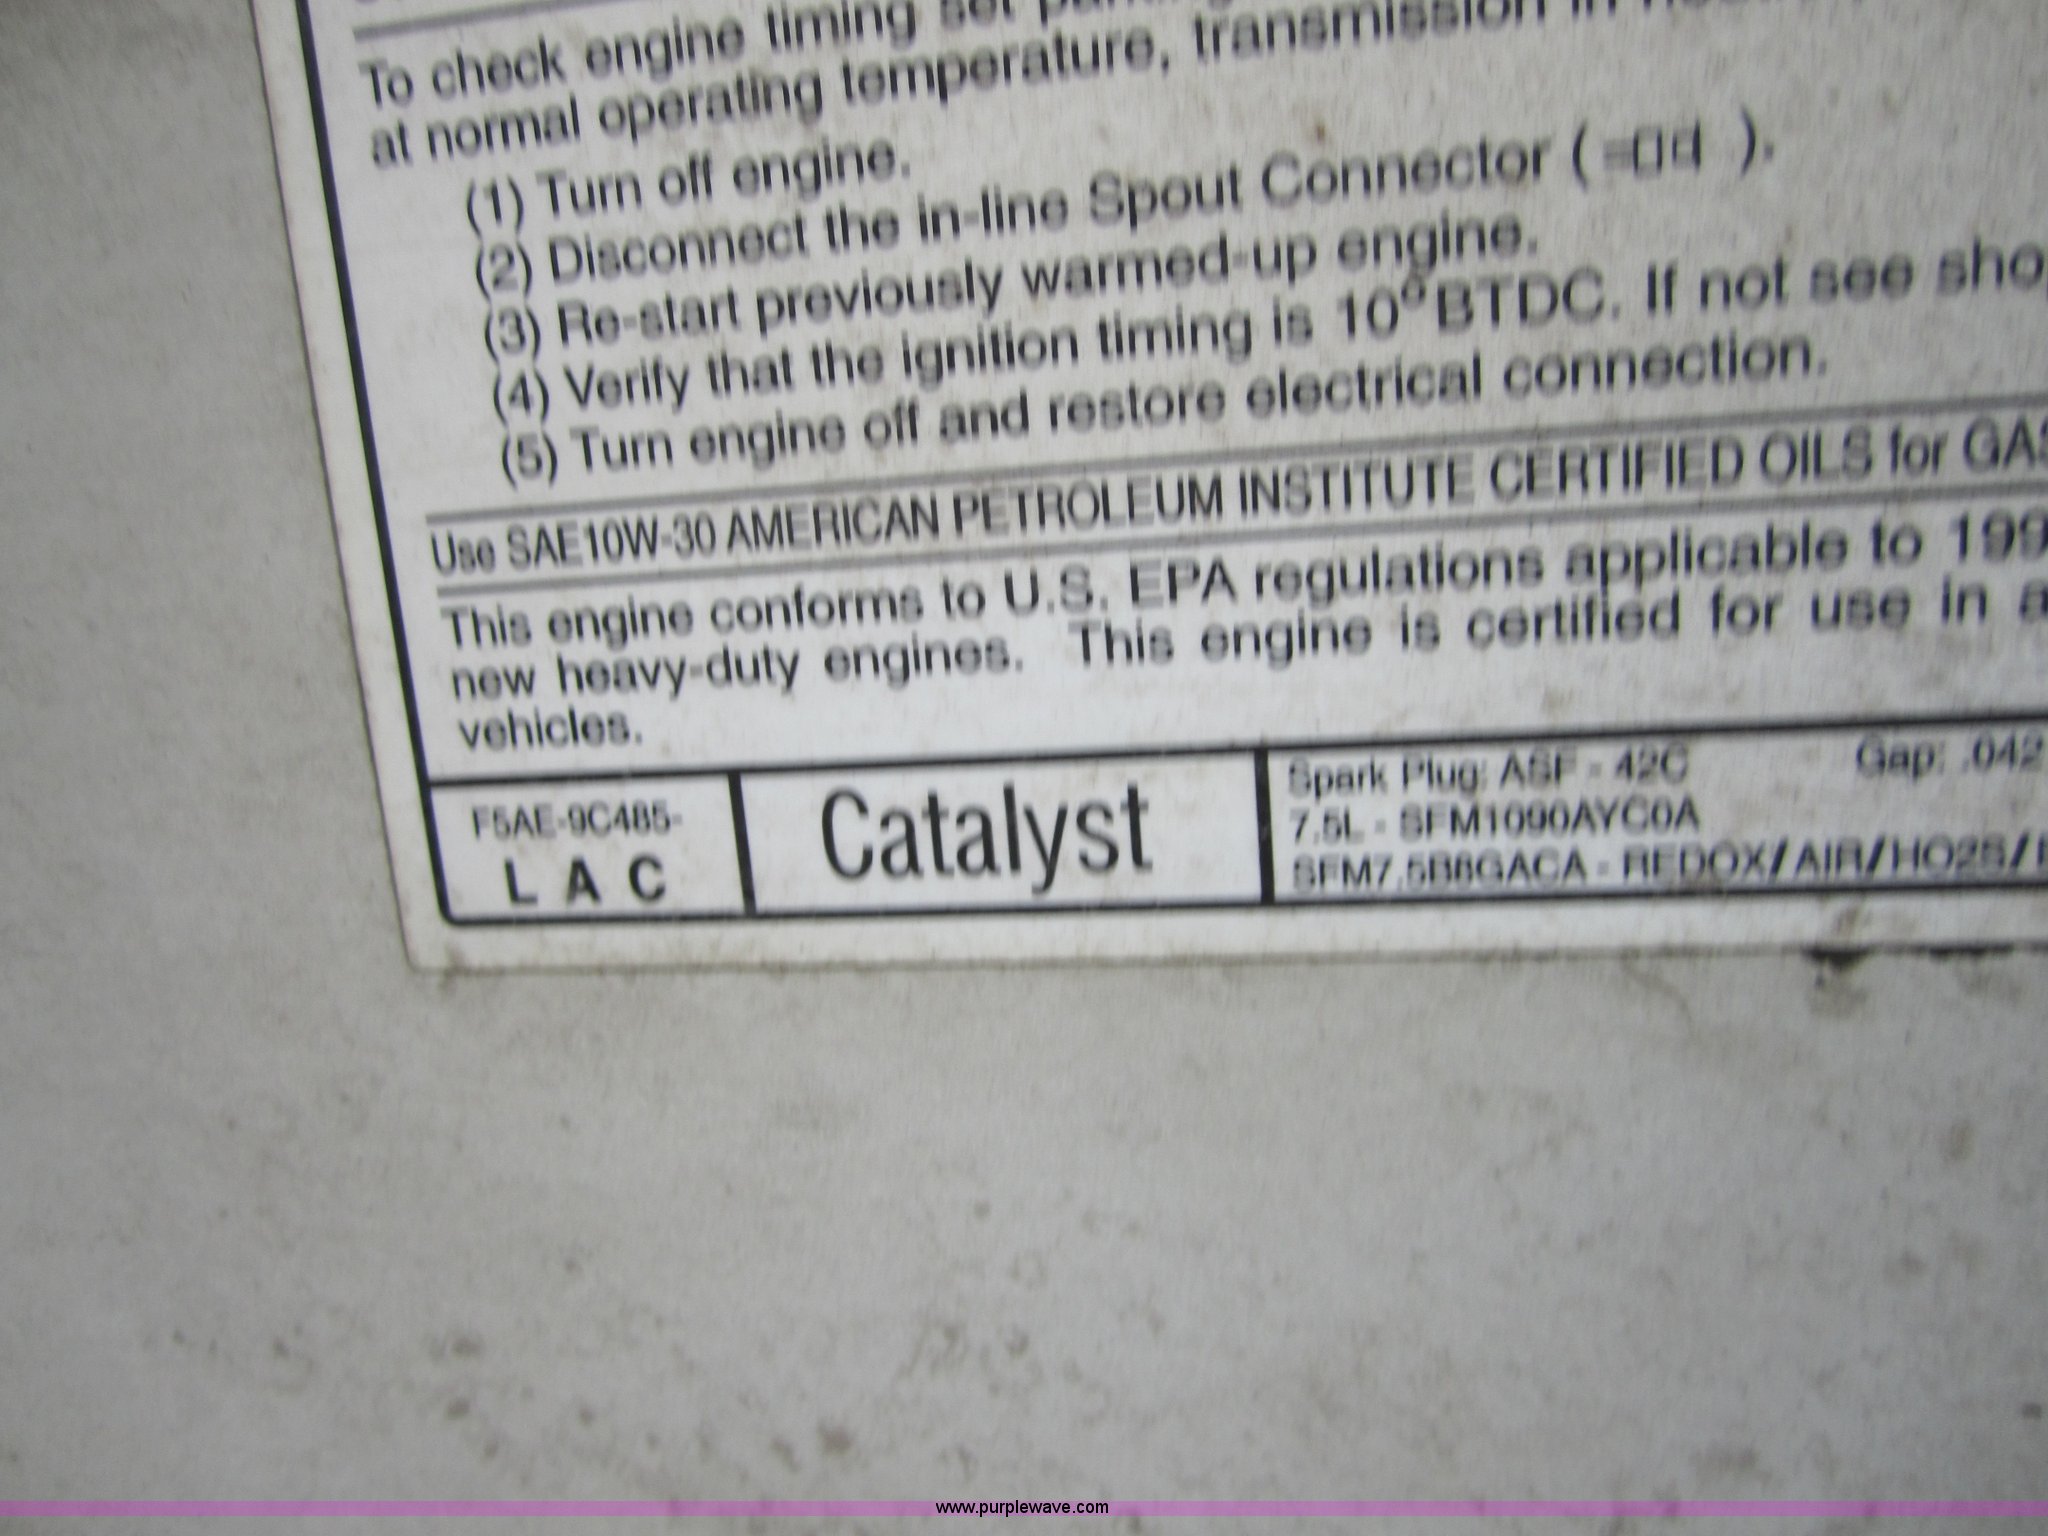 To check engine timing set
at normal operating temperature, transmission in
(1) Turn off engine.
(2) Disconnect the in-line Spout Connector ( ).
(3) Re-start previously warmed-up engine.
(4) Verify that the ignition timing is 10° BTDC. If not see
(5) Turn engine off and restore electrical connection.
Use SAE10W-30 AMERICAN PETROLEUM INSTITUTE CERTIFIED OILS for
This engine conforms to U.S. EPA regulations applicable to
new heavy-duty engines. This engine is certified for use in
vehicles.
F5AE-9C485-
L A C
Catalyst
Spark Plug: ASF - 42C Gap: .042
7.5L - SFM1090AYC0A
SFM7.5B8GACA - REDOX/AIR/HO2S/
www.purplewave.com